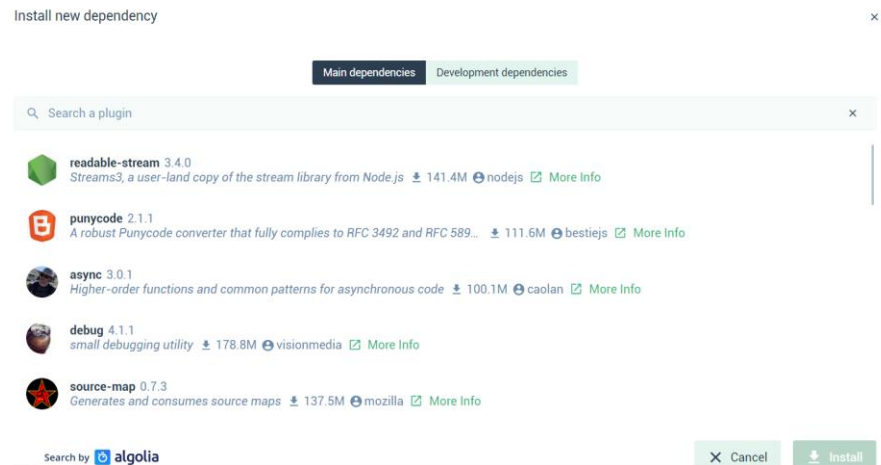 Install new dependency
Main dependencies Development dependencies
Search a plugin
readable-stream 3.4.0
Streams3, a user-land copy of the stream library from Node.js 141.4M nodejs More Info
punycode 2.1.1
A robust Punycode converter that fully complies to RFC 3492 and RFC 589... 111.6M bestiejs More Info
async 3.0.1
Higher-order functions and common patterns for asynchronous code 100.1M caolan More Info
debug 4.1.1
small debugging utility 178.8M visionmedia More Info
source-map 0.7.3
Generates and consumes source maps 137.5M mozilla More Info
Search by algolia Cancel Install